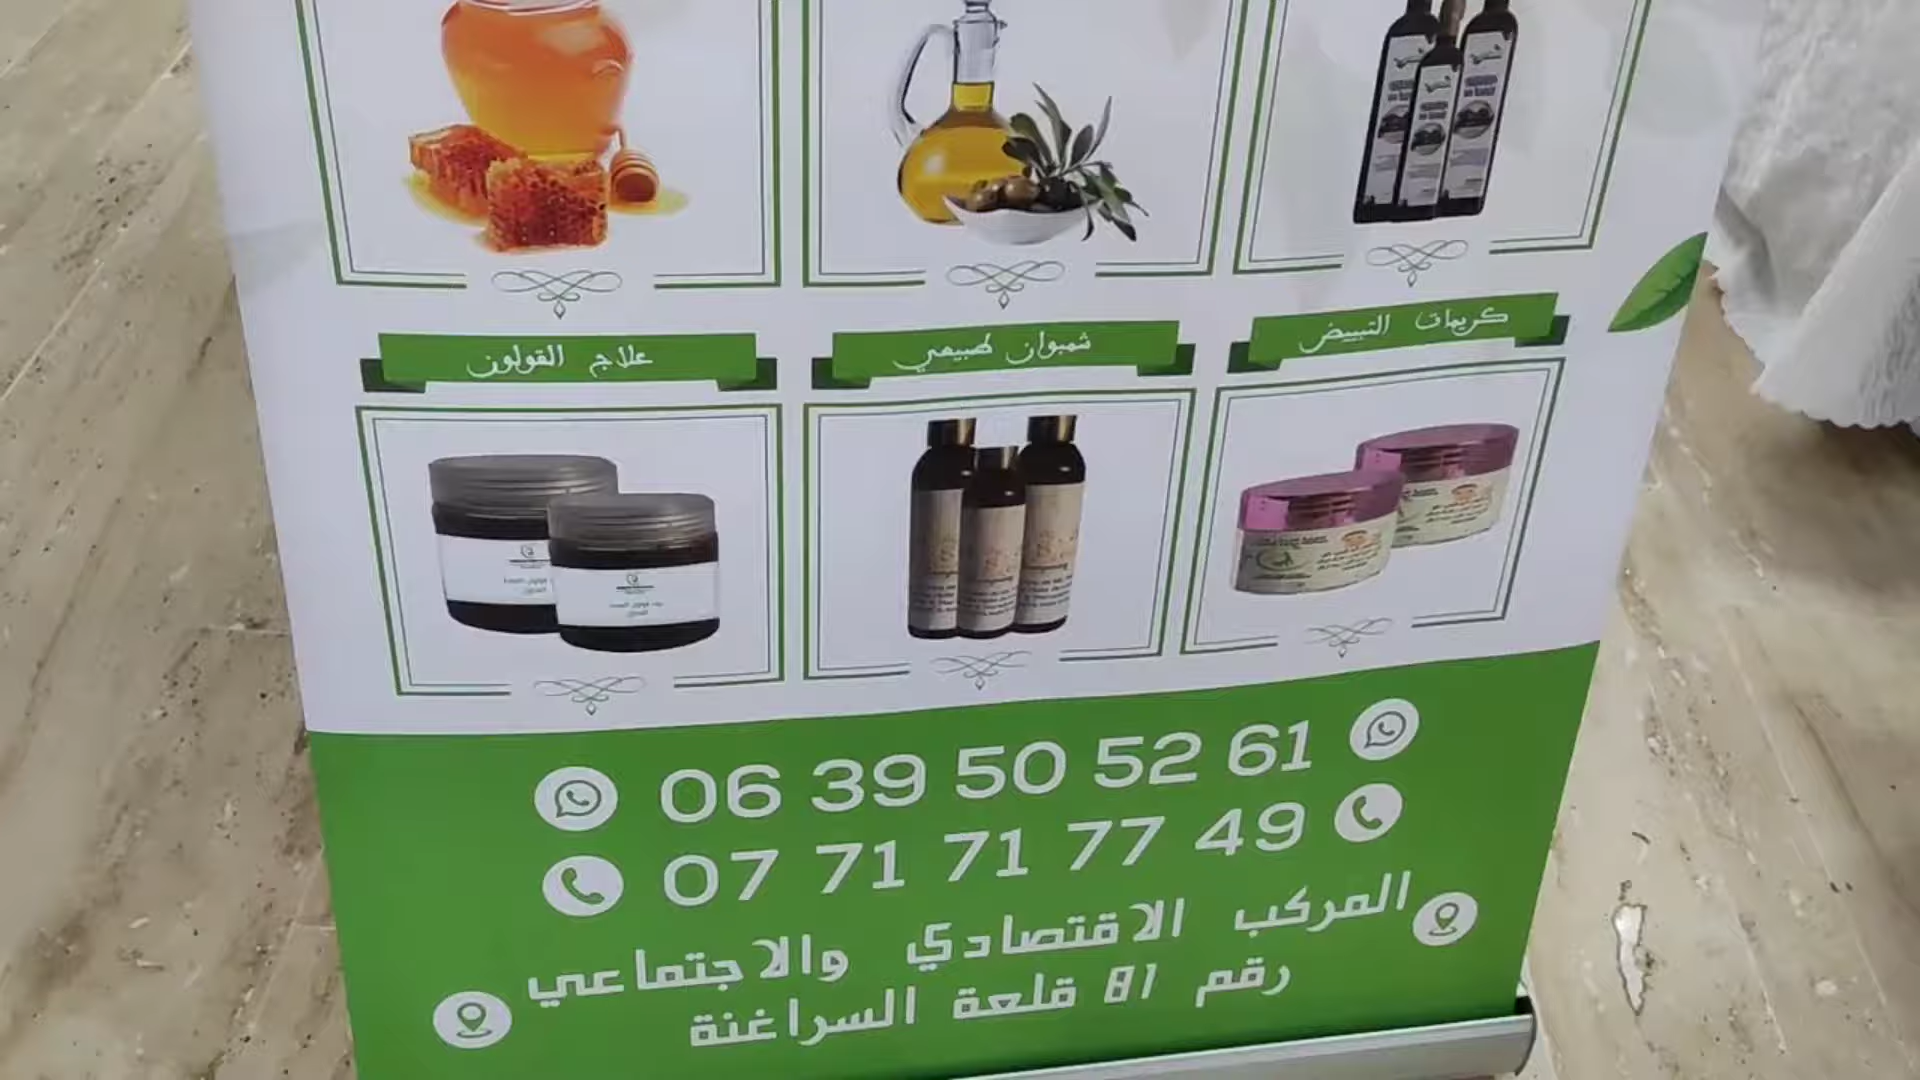 كريمات التبييض
شمبوان طبيعي
علاج القولون
06 39 50 52 61
07 71 71 77 49
المركب الاقتصادي والاجتماعي
رقم 81 قلعة السراغنة